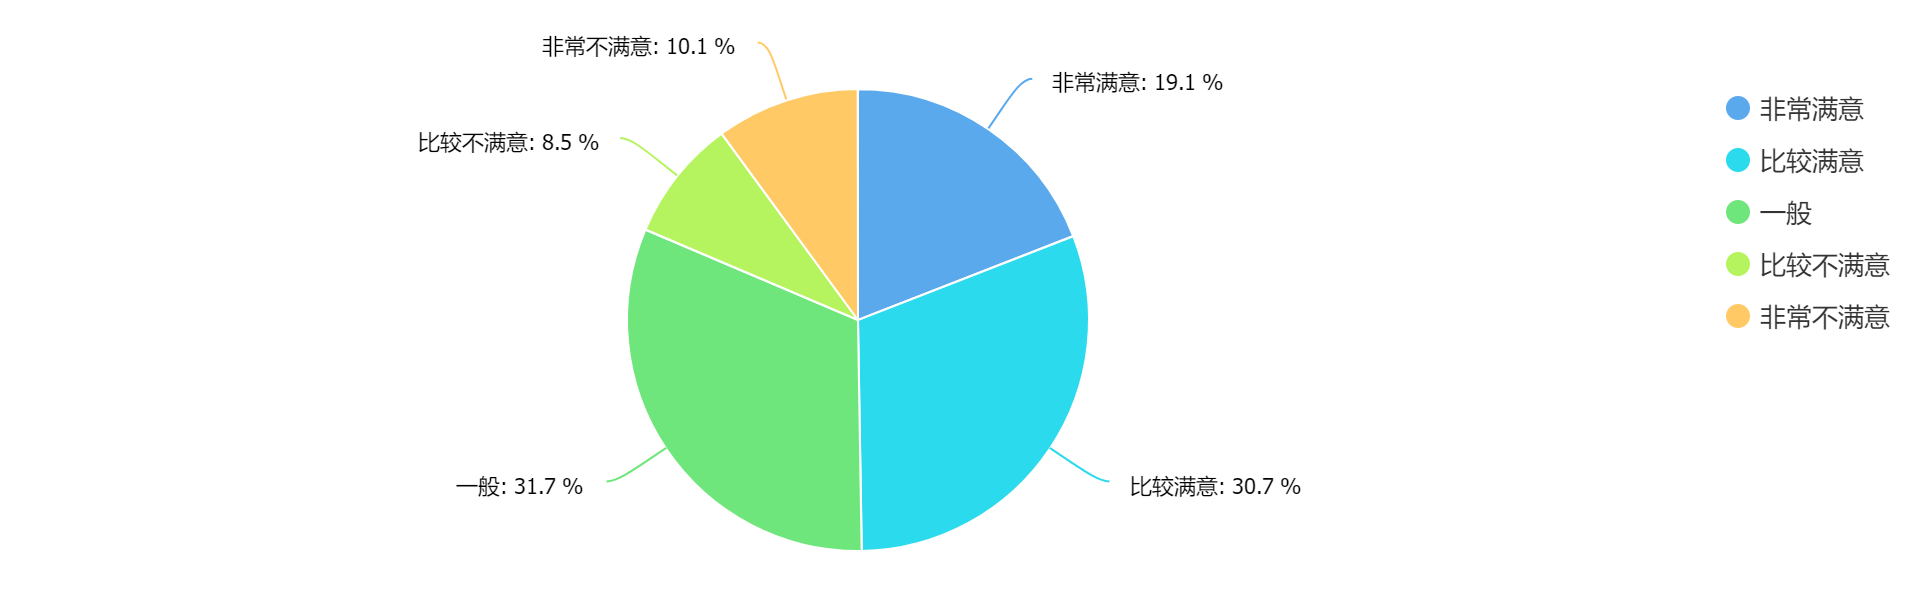 非常不满意: 10.1 %
非常满意: 19.1 %
比较不满意: 8.5 %
一般: 31.7 %
比较满意: 30.7 %
非常满意
比较满意
一般
比较不满意
非常不满意